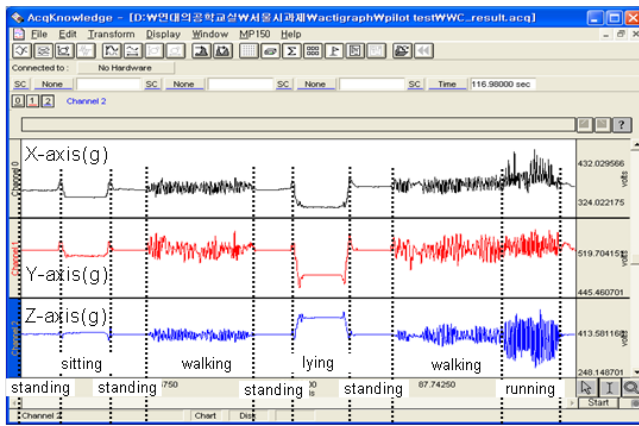 AcqKnowledge - [D:₩연대의공학교실₩서울시과제₩actigraph₩pilot test₩WC_result.acq]
File Edit Transform Display Window MP150 Help
Connected to : No Hardware
SC None SC None SC None SC Time 116.98000 sec
0 1 2 Channel 2
?
X-axis(g)
Channel 0
432.029566
volts
324.022175
Y-axis(g)
519.704151
volts
445.460701
Z-axis(g)
413.581160
volts
248.148701
sitting walking lying walking
standing standing standing standing running
87.74250
Start
Channel 2 Chart